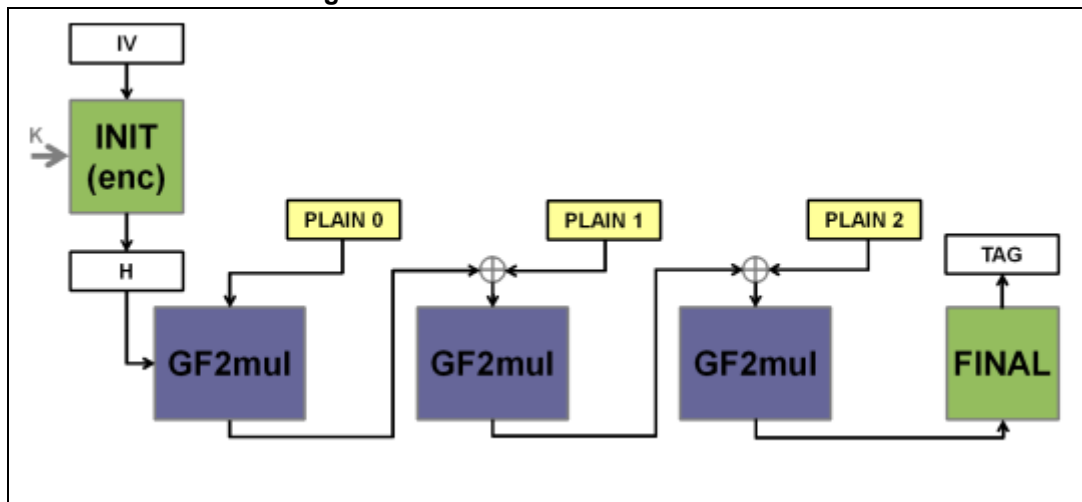 IV
K
INIT
(enc)
H
PLAIN 0
PLAIN 1
PLAIN 2
TAG
GF2mul
GF2mul
GF2mul
FINAL